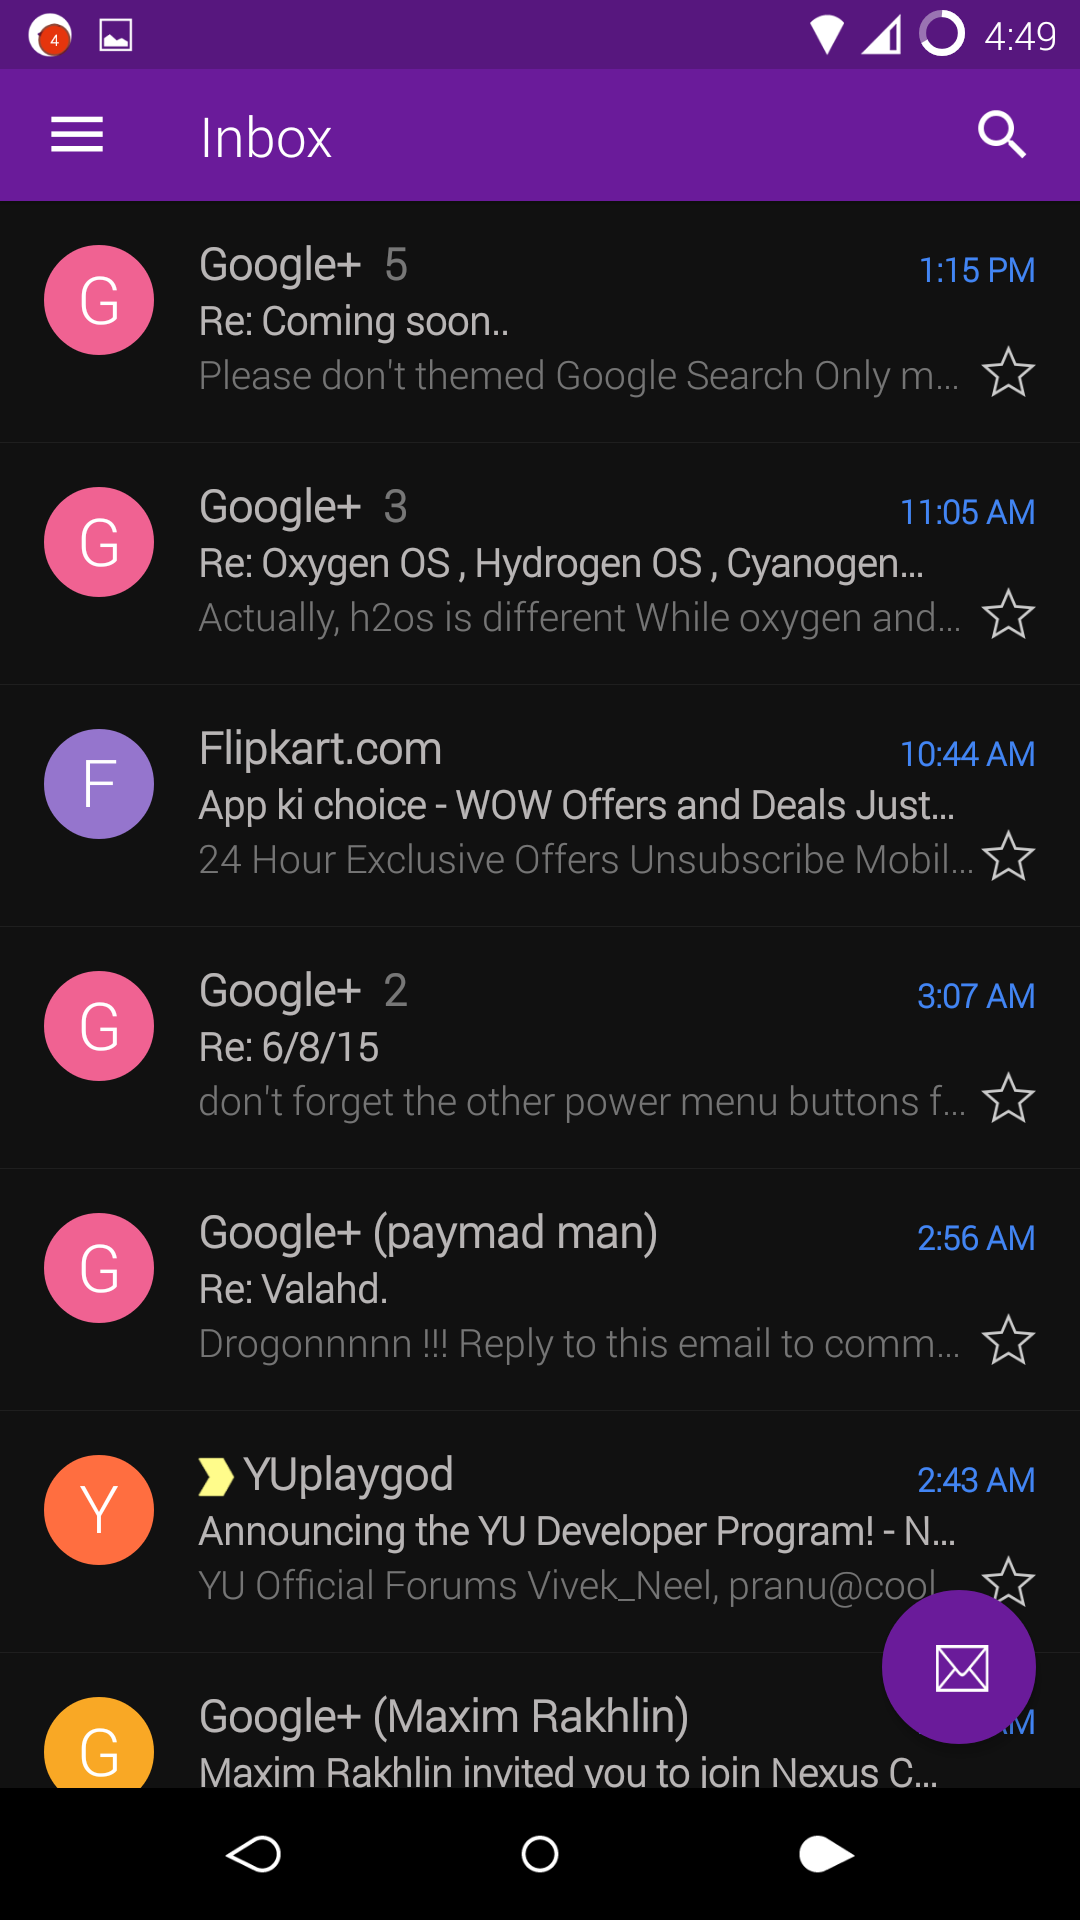 4
4:49
Inbox
G
Google+ 5
1:15 PM
Re: Coming soon..
Please don't themed Google Search Only m...
G
Google+ 3
11:05 AM
Re: Oxygen OS , Hydrogen OS , Cyanogen...
Actually, h2os is different While oxygen and...
F
Flipkart.com
10:44 AM
App ki choice - WOW Offers and Deals Just...
24 Hour Exclusive Offers Unsubscribe Mobil...
G
Google+ 2
3:07 AM
Re: 6/8/15
don't forget the other power menu buttons f...
G
Google+ (paymad man)
2:56 AM
Re: Valahd.
Drogonnnnn !!! Reply to this email to comm...
Y
YUplaygod
2:43 AM
Announcing the YU Developer Program! - N...
YU Official Forums Vivek_Neel, pranu@cool...
G
Google+ (Maxim Rakhlin)
Maxim Rakhlin invited you to join Nexus C...